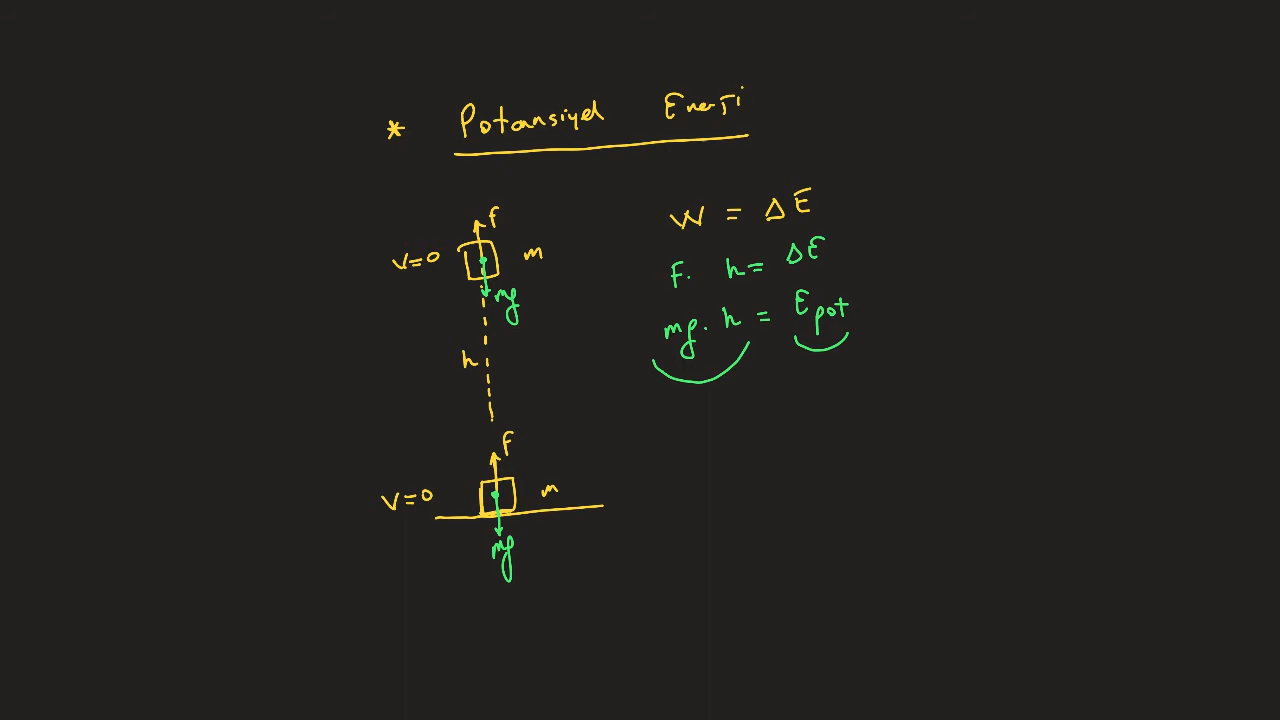 * Potansiyel Enerji
F
V=0 m
mg
h
F
V=0 m
mg
W = ΔE
F. h = ΔE
mg. h = Epot